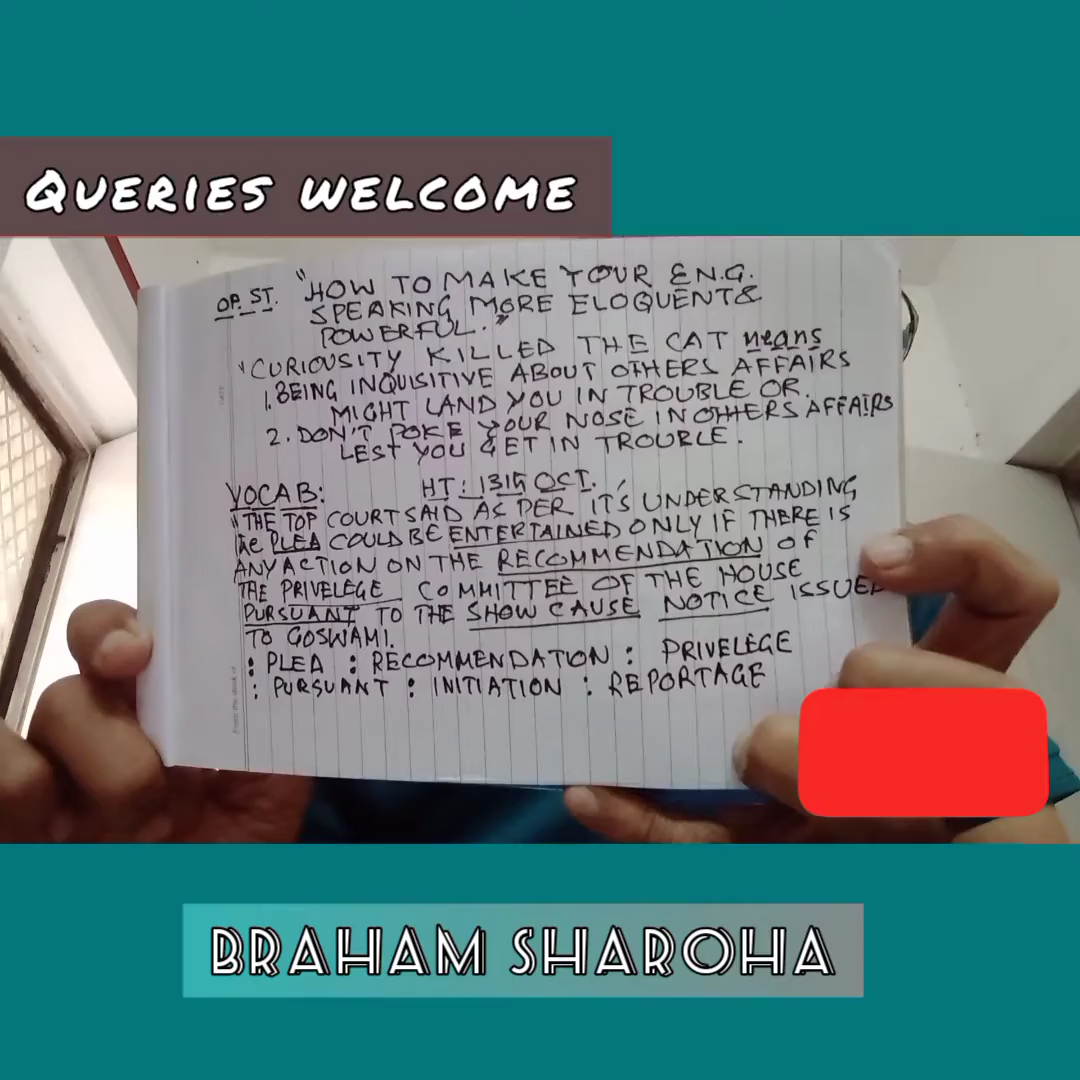 QUERIES WELCOME
OP. ST. "HOW TO MAKE YOUR ENG.
SPEAKING MORE ELOQUENT &
POWERFUL."
"CURIOSITY KILLED THE CAT means
1. BEING INQUISITIVE ABOUT OTHERS AFFAIRS
MIGHT LAND YOU IN TROUBLE OR.
2. DON'T POKE YOUR NOSE IN OTHERS AFFAIRS
LEST YOU GET IN TROUBLE.
VOCAB: HT: 13TH OCT.
"THE TOP COURT SAID AS PER IT'S UNDERSTANDING
The PLEA COULD BE ENTERTAINED ONLY IF THERE IS
ANY ACTION ON THE RECOMMENDATION OF
THE PRIVELEGE COMMITTEE OF THE HOUSE
PURSUANT TO THE SHOW CAUSE NOTICE ISSUED
TO GOSWAMI.
: PLEA : RECOMMENDATION : PRIVELEGE
: PURSUANT : INITIATION : REPORTAGE
BRAHAM SHAROHA